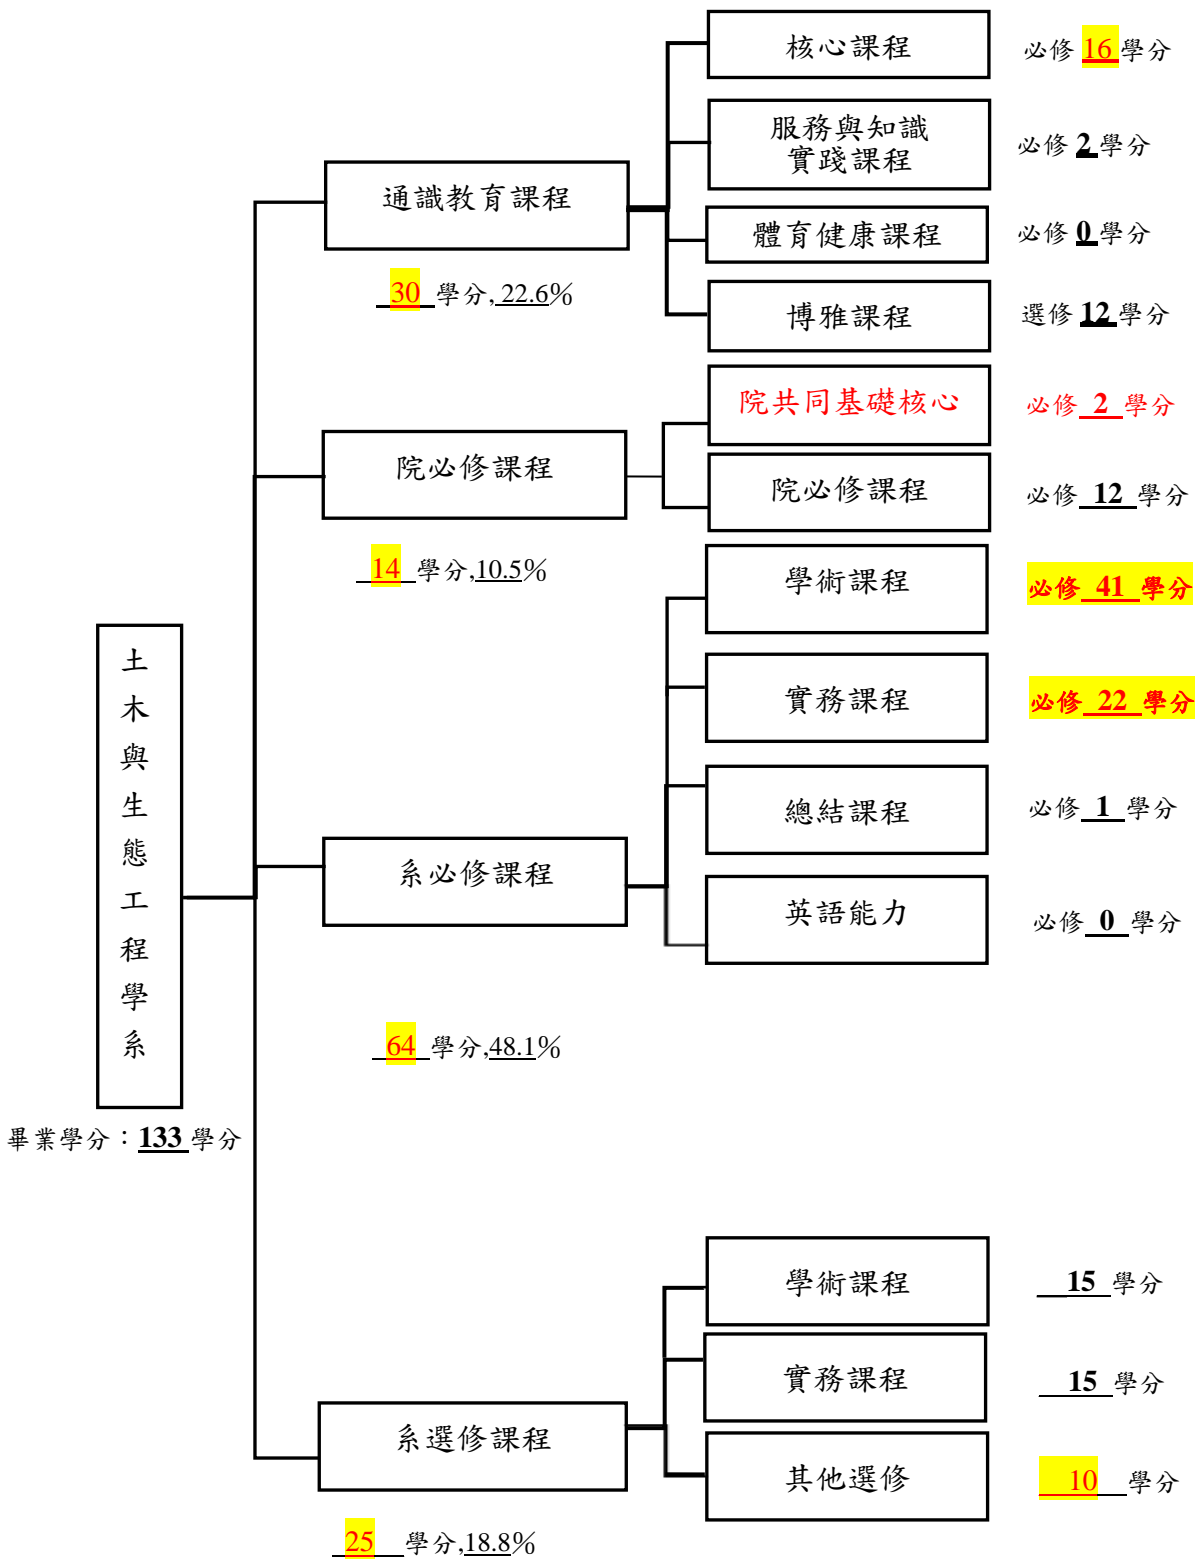 核心課程
必修 16 學分
服務與知識
實踐課程
必修 2 學分
通識教育課程
體育健康課程
必修 0 學分
30 學分, 22.6%
博雅課程
選修 12 學分
院共同基礎核心
必修 2 學分
院必修課程
院必修課程
必修 12 學分
14 學分,10.5%
學術課程
必修 41 學分
土木與生態工程學系
實務課程
必修 22 學分
總結課程
必修 1 學分
系必修課程
英語能力
必修 0 學分
64 學分,48.1%
畢業學分：133 學分
學術課程
15 學分
實務課程
15 學分
系選修課程
其他選修
10 學分
25 學分,18.8%